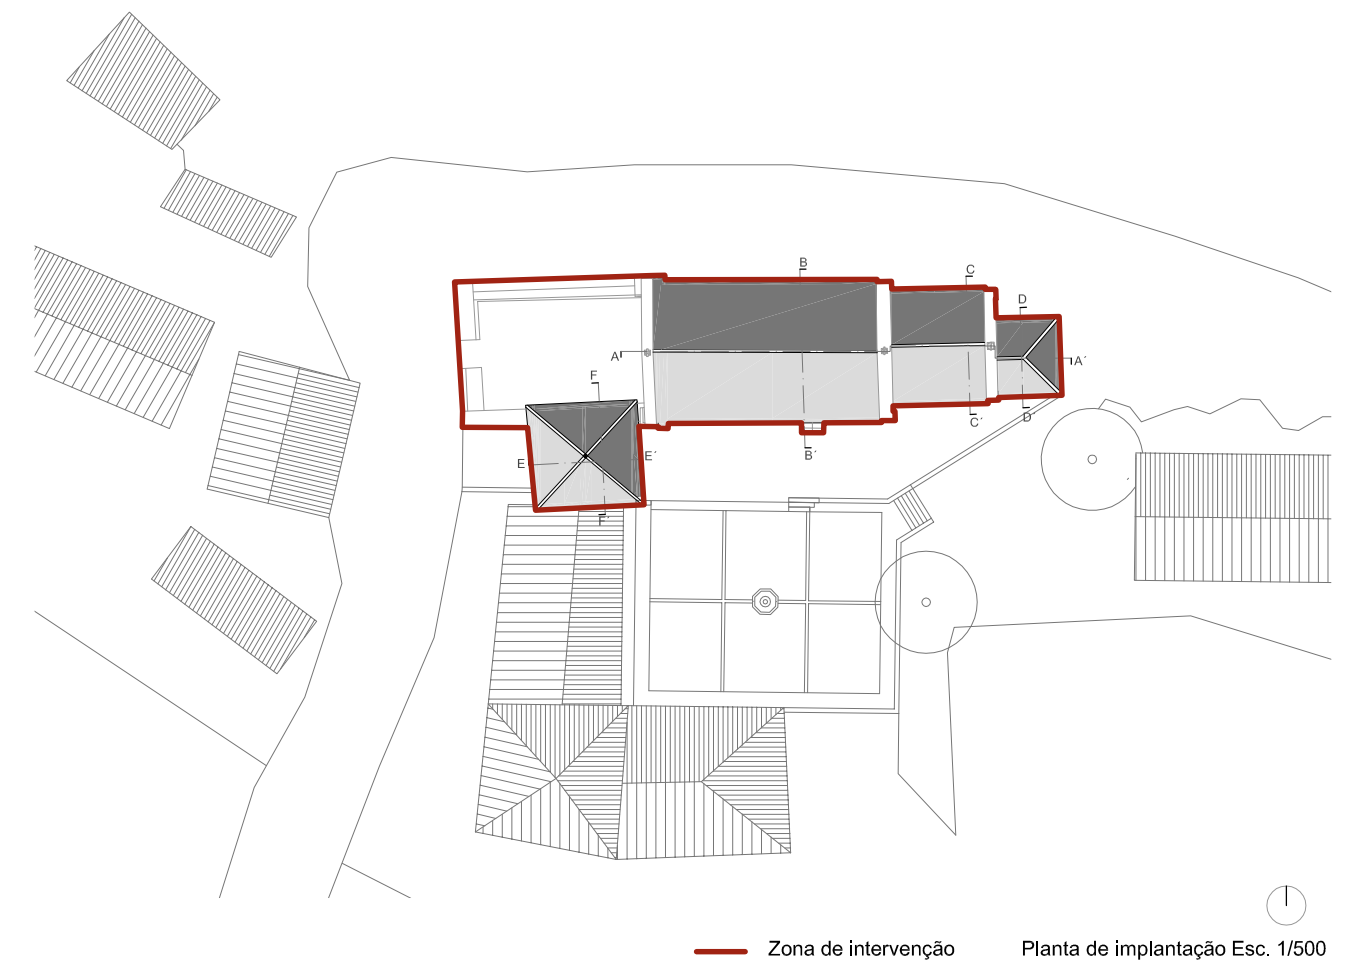 B
C
D
A
A´
F
E
E´
C´
D´
B´
F´
Zona de intervenção
Planta de implantação Esc. 1/500